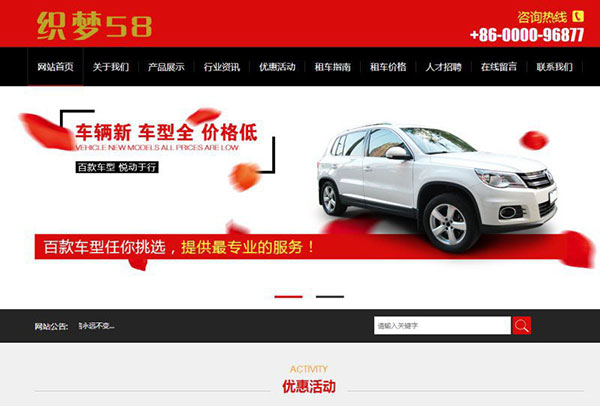 织梦58
咨询热线
+86-0000-96877
网站首页 关于我们 产品展示 行业资讯 优惠活动 租车指南 租车价格 人才招聘 在线留言 联系我们
车辆新 车型全 价格低
VEHICLE NEW MODELS ALL PRICES ARE LOW
百款车型 悦动于行
百款车型任你挑选，提供最专业的服务！
网站公告: 永远不变...
请输入关键字
ACTIVITY
优惠活动